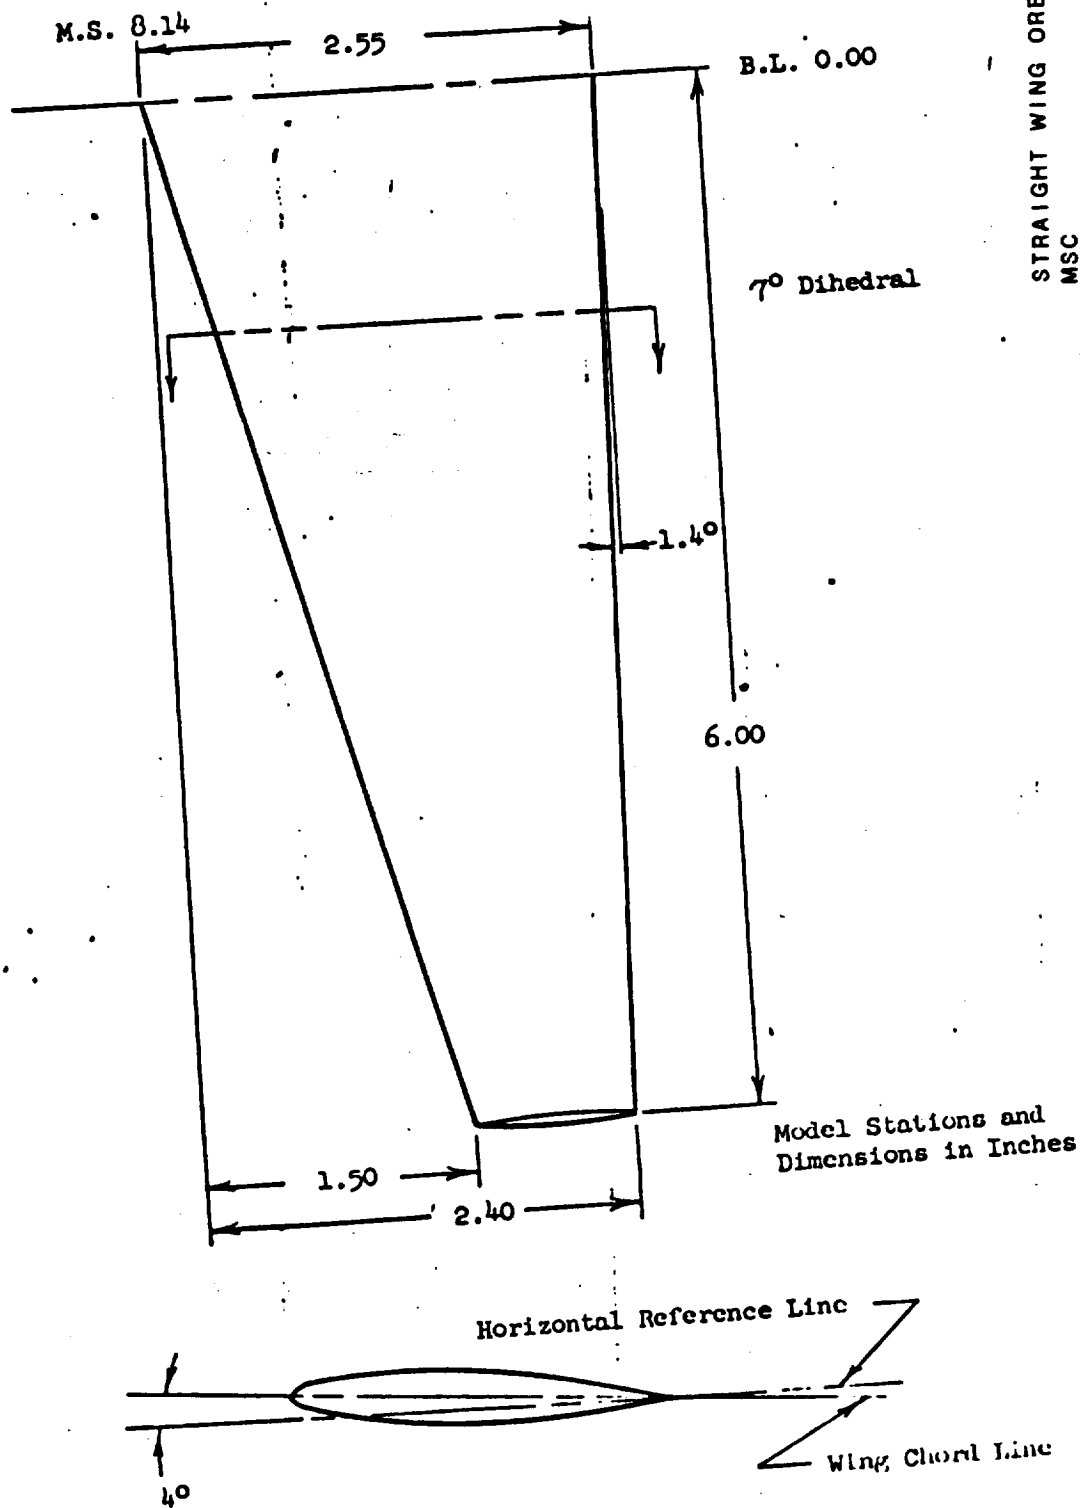 M.S. 8.14
2.55
B.L. 0.00
STRAIGHT WING
MSC
7° Dihedral
1.4°
6.00
Model Stations and
Dimensions in Inches
1.50
2.40
Horizontal Reference Line
Wing Chord Line
4°